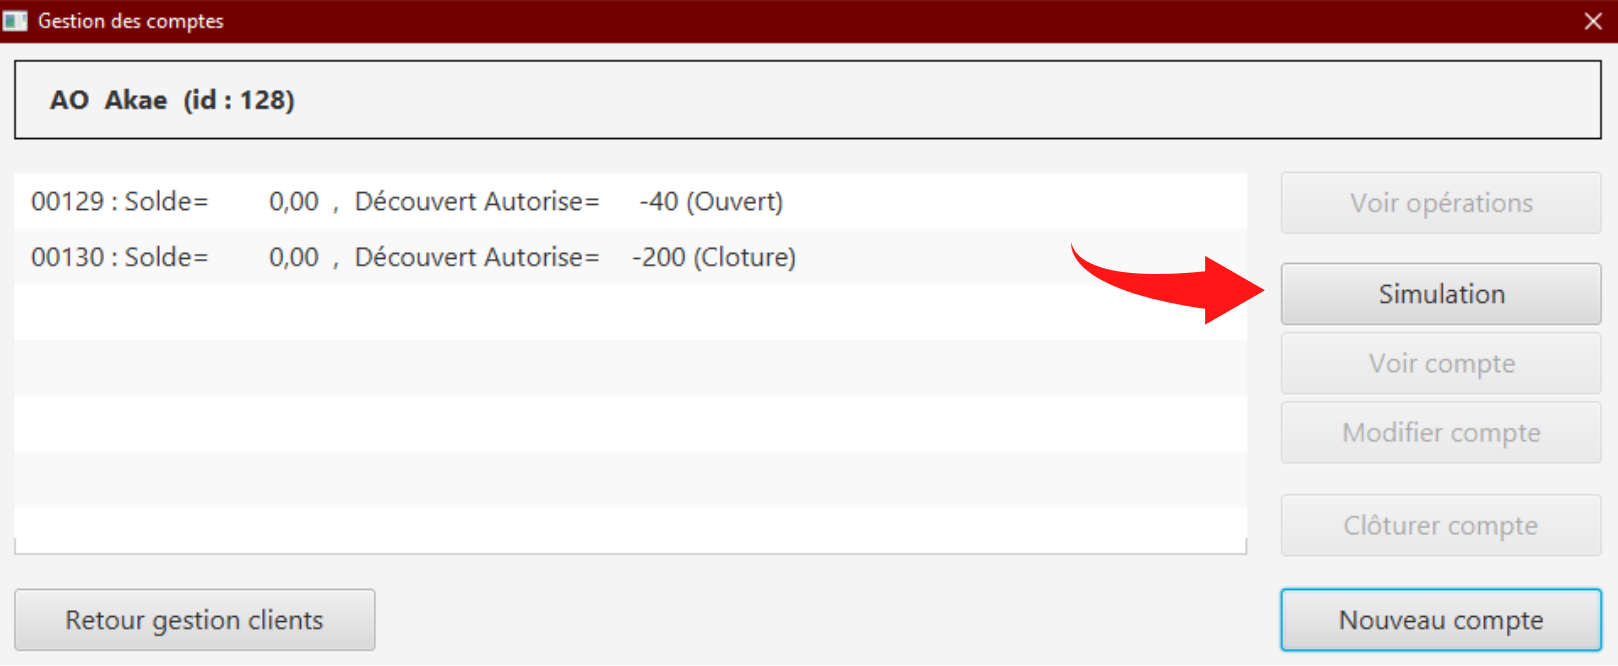 Gestion des comptes
AO Akae (id : 128)
00129 : Solde= 0,00 , Découvert Autorise= -40 (Ouvert)
00130 : Solde= 0,00 , Découvert Autorise= -200 (Cloture)
Voir opérations
Simulation
Voir compte
Modifier compte
Clôturer compte
Retour gestion clients
Nouveau compte